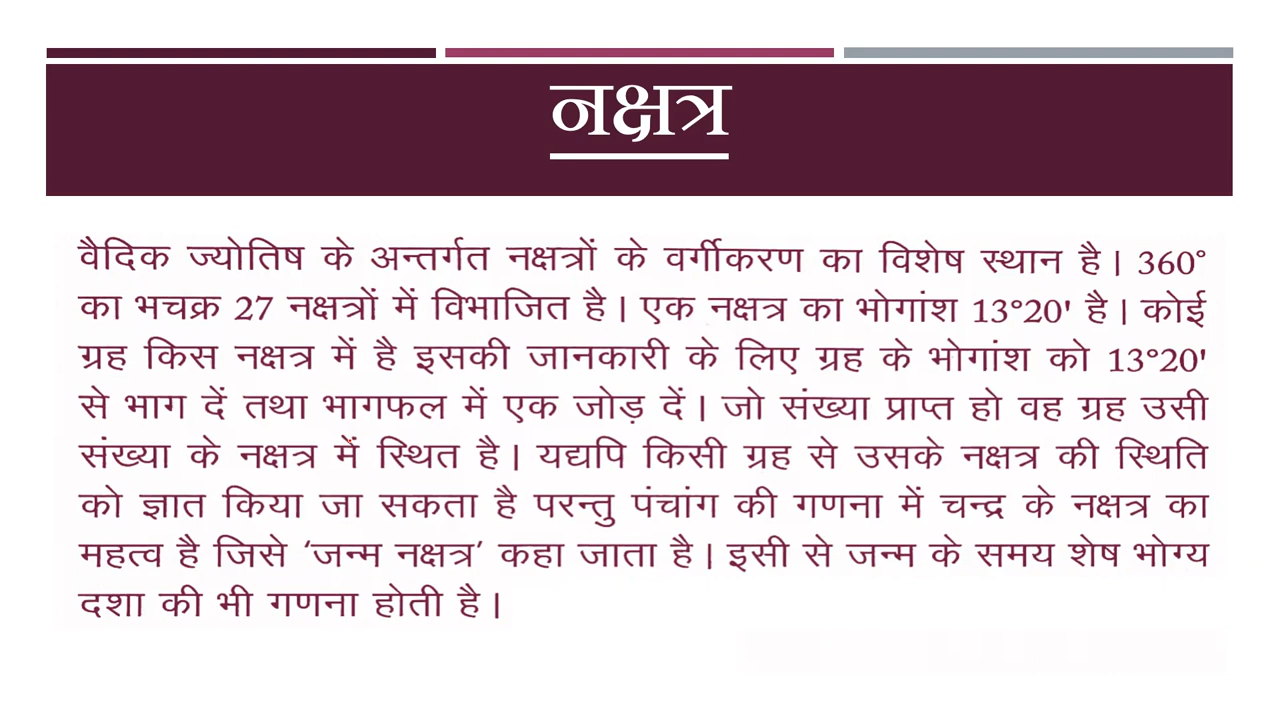 नक्षत्र
वैदिक ज्योतिष के अन्तर्गत नक्षत्रों के वर्गीकरण का विशेष स्थान है। 360°
का भचक्र 27 नक्षत्रों में विभाजित है। एक नक्षत्र का भोगांश 13°20' है। कोई
ग्रह किस नक्षत्र में है इसकी जानकारी के लिए ग्रह के भोगांश को 13°20'
से भाग दें तथा भागफल में एक जोड़ दें। जो संख्या प्राप्त हो वह ग्रह उसी
संख्या के नक्षत्र में स्थित है। यद्यपि किसी ग्रह से उसके नक्षत्र की स्थिति
को ज्ञात किया जा सकता है परन्तु पंचांग की गणना में चन्द्र के नक्षत्र का
महत्व है जिसे ‘जन्म नक्षत्र’ कहा जाता है। इसी से जन्म के समय शेष भोग्य
दशा की भी गणना होती है।